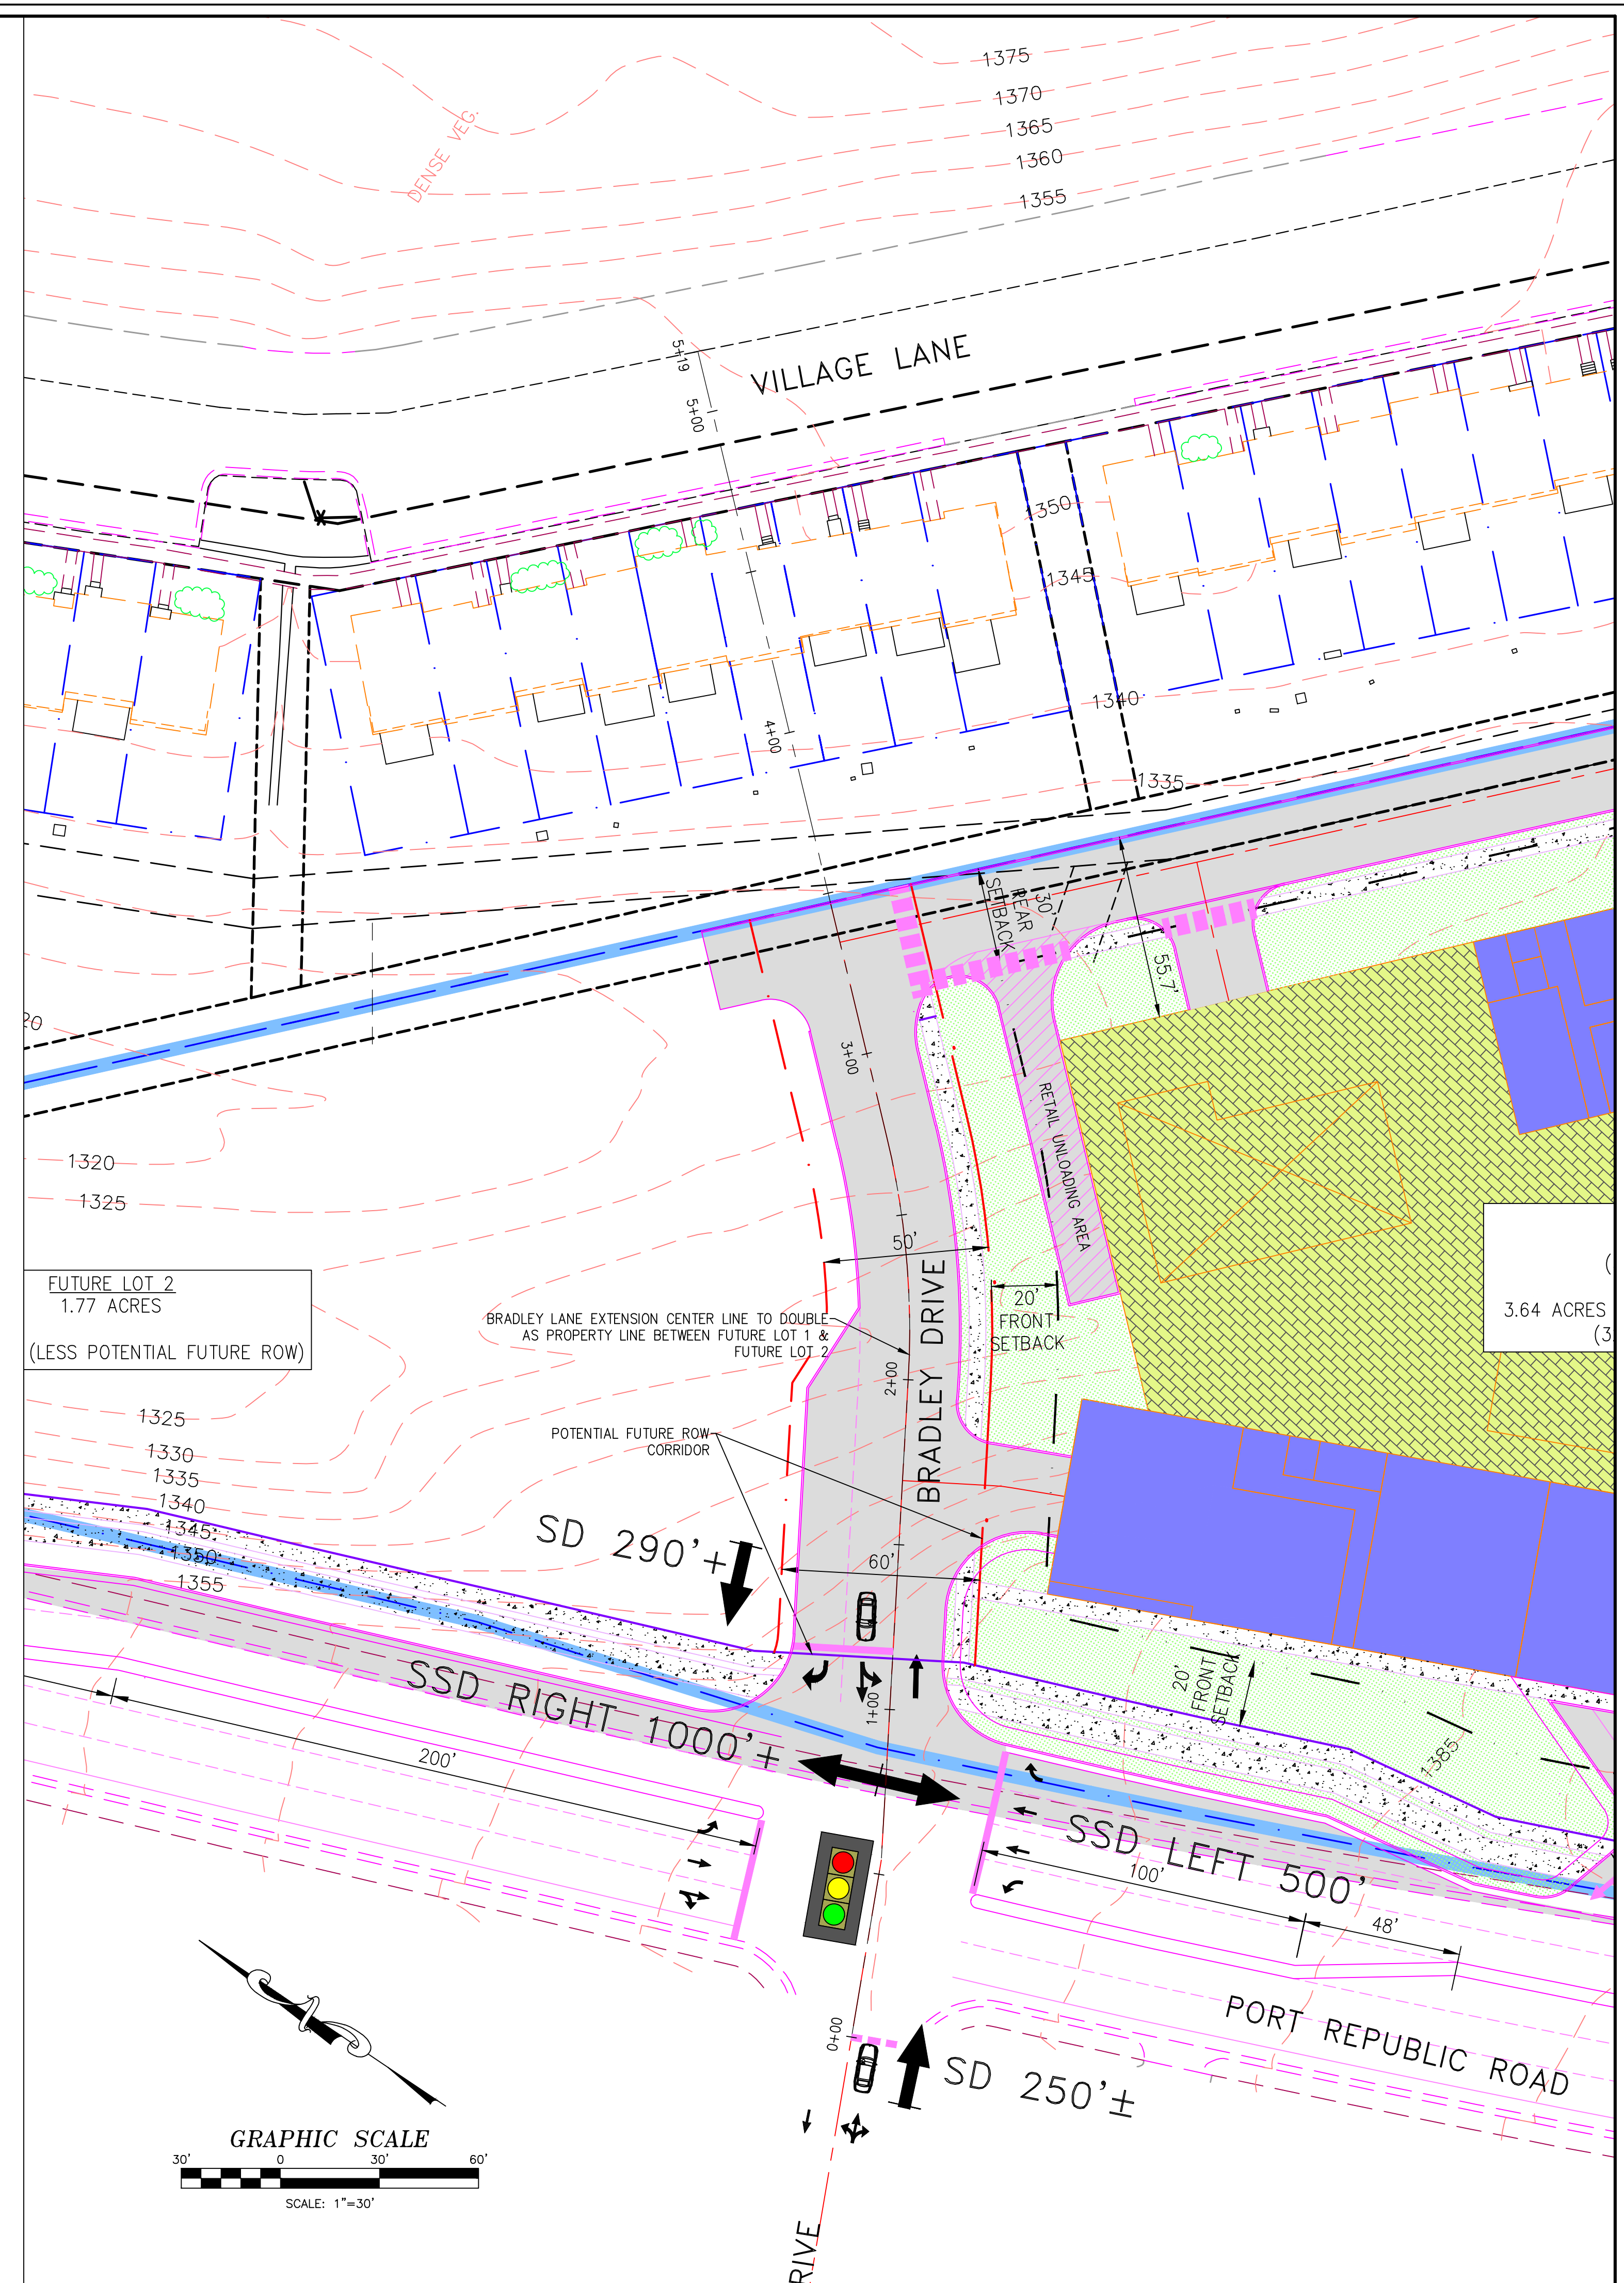 1375
1370
1365
1360
1355
DENSE VEG.
VILLAGE LANE
5+19
5+00
1350
1345
1340
1335
4+00
30'
REAR
SETBACK
55.7'
20
3+00
RETAIL UNLOADING AREA
1320
1325
50'
FUTURE LOT 2
1.77 ACRES
(LESS POTENTIAL FUTURE ROW)
BRADLEY LANE EXTENSION CENTER LINE TO DOUBLE
AS PROPERTY LINE BETWEEN FUTURE LOT 1 &
FUTURE LOT 2
BRADLEY DRIVE
20'
FRONT
SETBACK
(
3.64 ACRES
(3
2+00
POTENTIAL FUTURE ROW
CORRIDOR
1325
1330
1335
1340
1345
1350
1355
SD 290'+
60'
SSD RIGHT 1000'+
1+00
20'
FRONT
SETBACK
1385
200'
SSD LEFT 500'
100'
48'
PORT REPUBLIC ROAD
0+00
SD 250'±
GRAPHIC SCALE
30' 0 30' 60'
SCALE: 1"=30'
RIVE